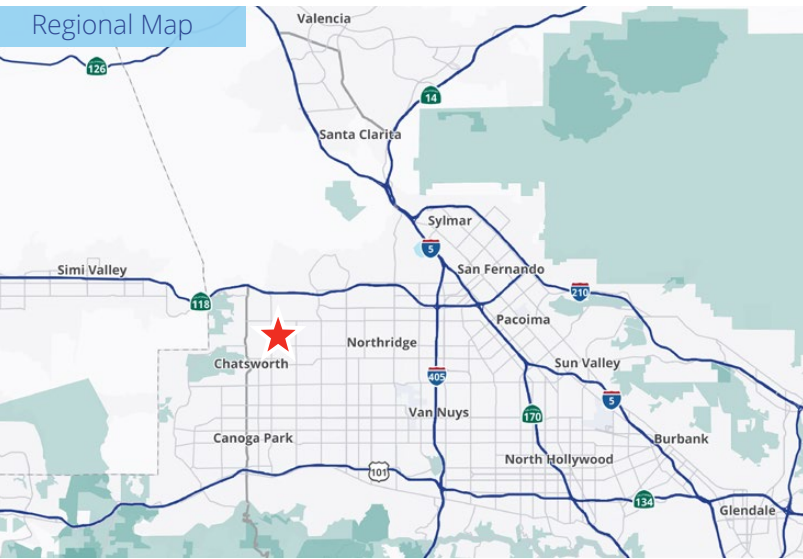 Regional Map
Valencia
126
14
Santa Clarita
Sylmar
5
San Fernando
Simi Valley
210
118
Pacoima
Northridge
Chatsworth
Sun Valley
405
5
Van Nuys
170
Canoga Park
Burbank
North Hollywood
101
134
Glendale